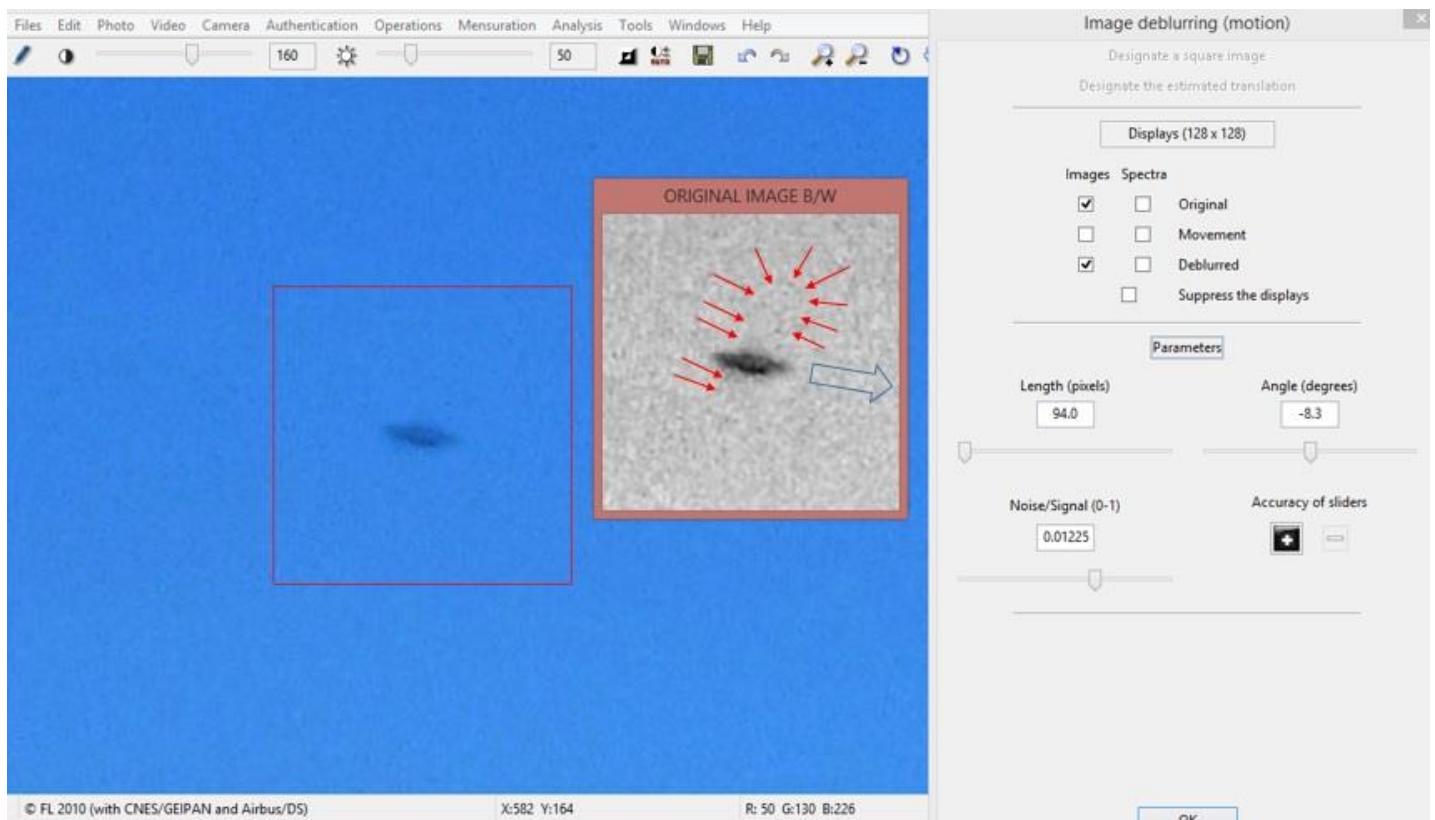 Files Edit Photo Video Camera Authentication Operations Mensuration Analysis Tools Windows Help
160 50
ORIGINAL IMAGE B/W
© FL 2010 (with CNES/GEIPAN and Airbus/DS) X:582 Y:164 R: 50 G:130 B:226
Image deblurring (motion)
Designate a square image
Designate the estimated translation
Displays (128 x 128)
Images Spectra
Original
Movement
Deblurred
Suppress the displays
Parameters
Length (pixels) Angle (degrees)
94.0 -8.3
Noise/Signal (0-1) Accuracy of sliders
0.01225
OK